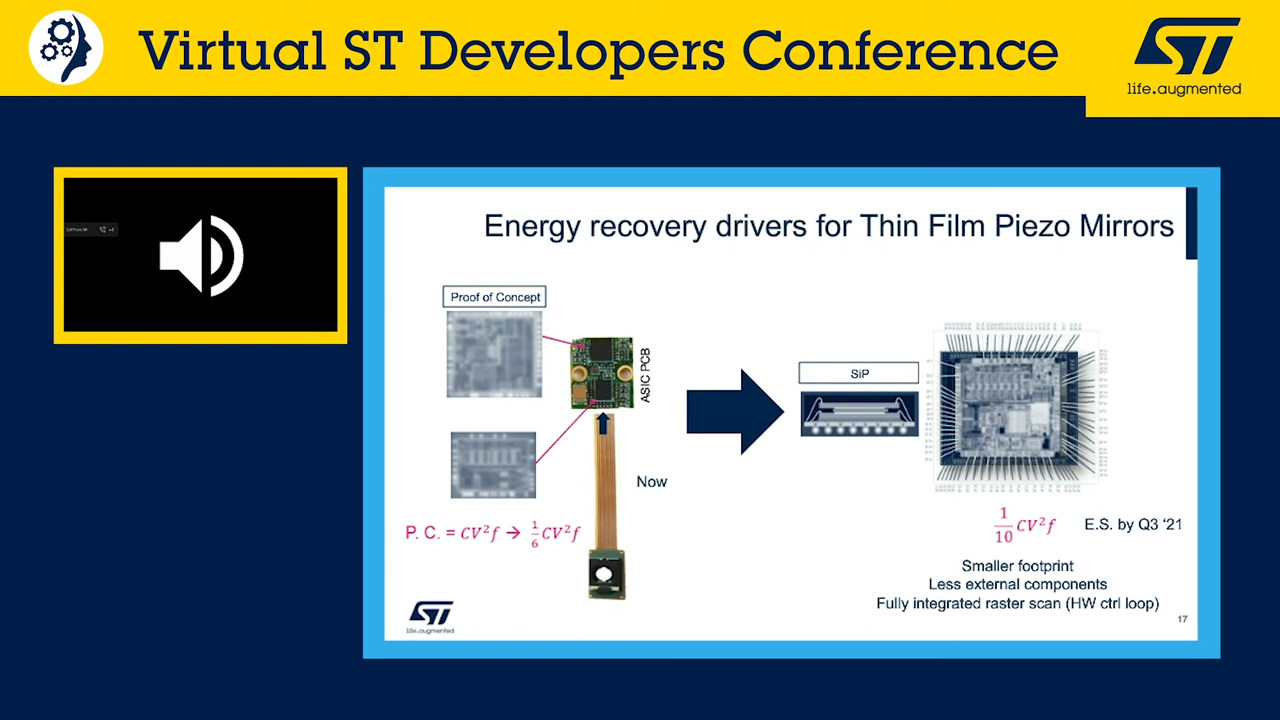 Virtual ST Developers Conference
ST
life.augmented
Energy recovery drivers for Thin Film Piezo Mirrors
Proof of Concept
ASIC PCB
SiP
Now
P. C. = CV²f → 1/6 CV²f
1/10 CV²f
E.S. by Q3 ‘21
Smaller footprint
Less external components
Fully integrated raster scan (HW ctrl loop)
ST
life.augmented
17